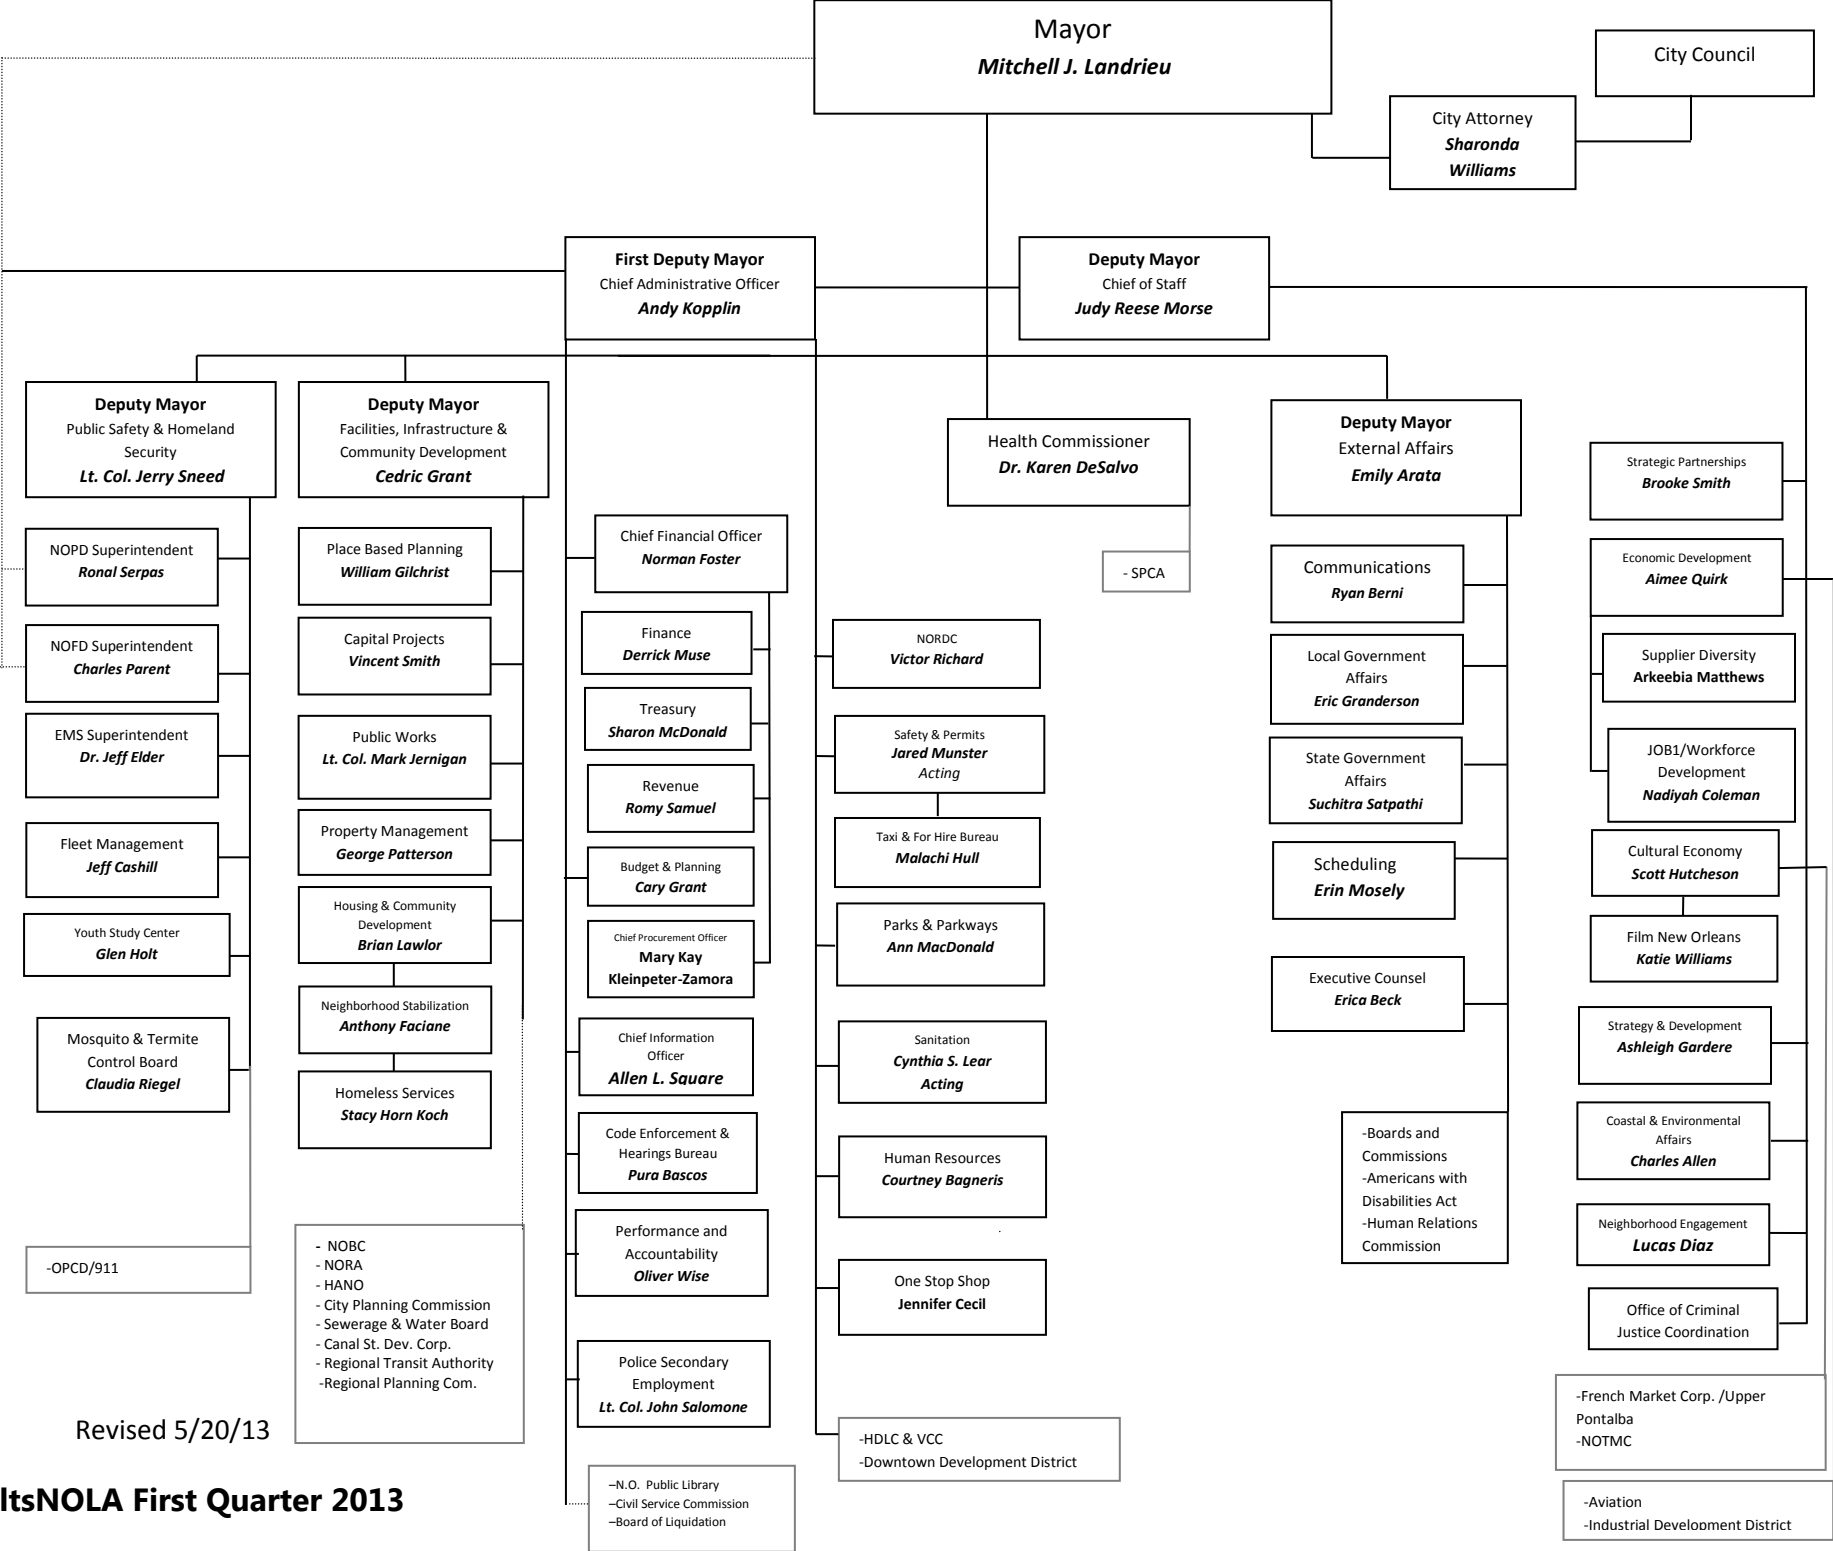 Mayor
Mitchell J. Landrieu
City Council
City Attorney
Sharonda
Williams
First Deputy Mayor
Chief Administrative Officer
Andy Kopplin
Deputy Mayor
Chief of Staff
Judy Reese Morse
Deputy Mayor
Public Safety & Homeland
Security
Lt. Col. Jerry Sneed
NOPD Superintendent
Ronal Serpas
NOFD Superintendent
Charles Parent
EMS Superintendent
Dr. Jeff Elder
Fleet Management
Jeff Cashill
Youth Study Center
Glen Holt
Mosquito & Termite
Control Board
Claudia Riegel
-OPCD/911
Deputy Mayor
Facilities, Infrastructure &
Community Development
Cedric Grant
Place Based Planning
William Gilchrist
Capital Projects
Vincent Smith
Public Works
Lt. Col. Mark Jernigan
Property Management
George Patterson
Housing & Community
Development
Brian Lawlor
Neighborhood Stabilization
Anthony Faciane
Homeless Services
Stacy Horn Koch
- NOBC
- NORA
- HANO
- City Planning Commission
- Sewerage & Water Board
- Canal St. Dev. Corp.
- Regional Transit Authority
-Regional Planning Com.
Chief Financial Officer
Norman Foster
Finance
Derrick Muse
Treasury
Sharon McDonald
Revenue
Romy Samuel
Budget & Planning
Cary Grant
Chief Procurement Officer
Mary Kay
Kleinpeter-Zamora
Chief Information
Officer
Allen L. Square
Code Enforcement &
Hearings Bureau
Pura Bascos
Performance and
Accountability
Oliver Wise
Police Secondary
Employment
Lt. Col. John Salomone
–N.O. Public Library
–Civil Service Commission
–Board of Liquidation
NORDC
Victor Richard
Safety & Permits
Jared Munster
Acting
Taxi & For Hire Bureau
Malachi Hull
Parks & Parkways
Ann MacDonald
Sanitation
Cynthia S. Lear
Acting
Human Resources
Courtney Bagneris
.
One Stop Shop
Jennifer Cecil
-HDLC & VCC
-Downtown Development District
Health Commissioner
Dr. Karen DeSalvo
- SPCA
Deputy Mayor
External Affairs
Emily Arata
Communications
Ryan Berni
Local Government
Affairs
Eric Granderson
State Government
Affairs
Suchitra Satpathi
Scheduling
Erin Mosely
Executive Counsel
Erica Beck
-Boards and
Commissions
-Americans with
Disabilities Act
-Human Relations
Commission
Strategic Partnerships
Brooke Smith
Economic Development
Aimee Quirk
Supplier Diversity
Arkeebia Matthews
JOB1/Workforce
Development
Nadiyah Coleman
Cultural Economy
Scott Hutcheson
Film New Orleans
Katie Williams
Strategy & Development
Ashleigh Gardere
Coastal & Environmental
Affairs
Charles Allen
Neighborhood Engagement
Lucas Diaz
Office of Criminal
Justice Coordination
-French Market Corp. /Upper
Pontalba
-NOTMC
-Aviation
-Industrial Development District
Revised 5/20/13
ltsNOLA First Quarter 2013